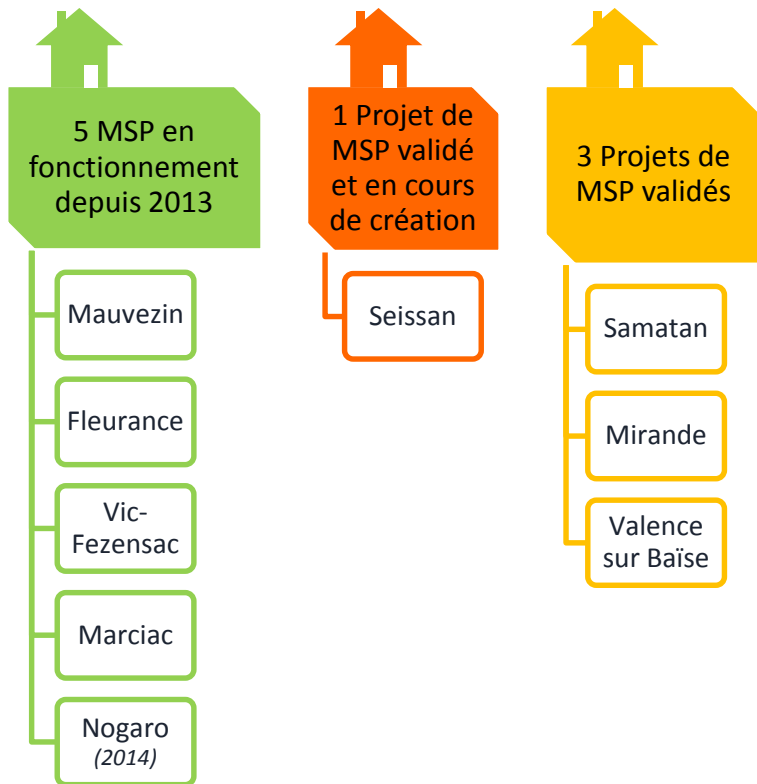 5 MSP en
fonctionnement
depuis 2013
Mauvezin
Fleurance
Vic-
Fezensac
Marciac
Nogaro
(2014)
1 Projet de
MSP validé
et en cours
de création
Seissan
3 Projets de
MSP validés
Samatan
Mirande
Valence
sur Baïse